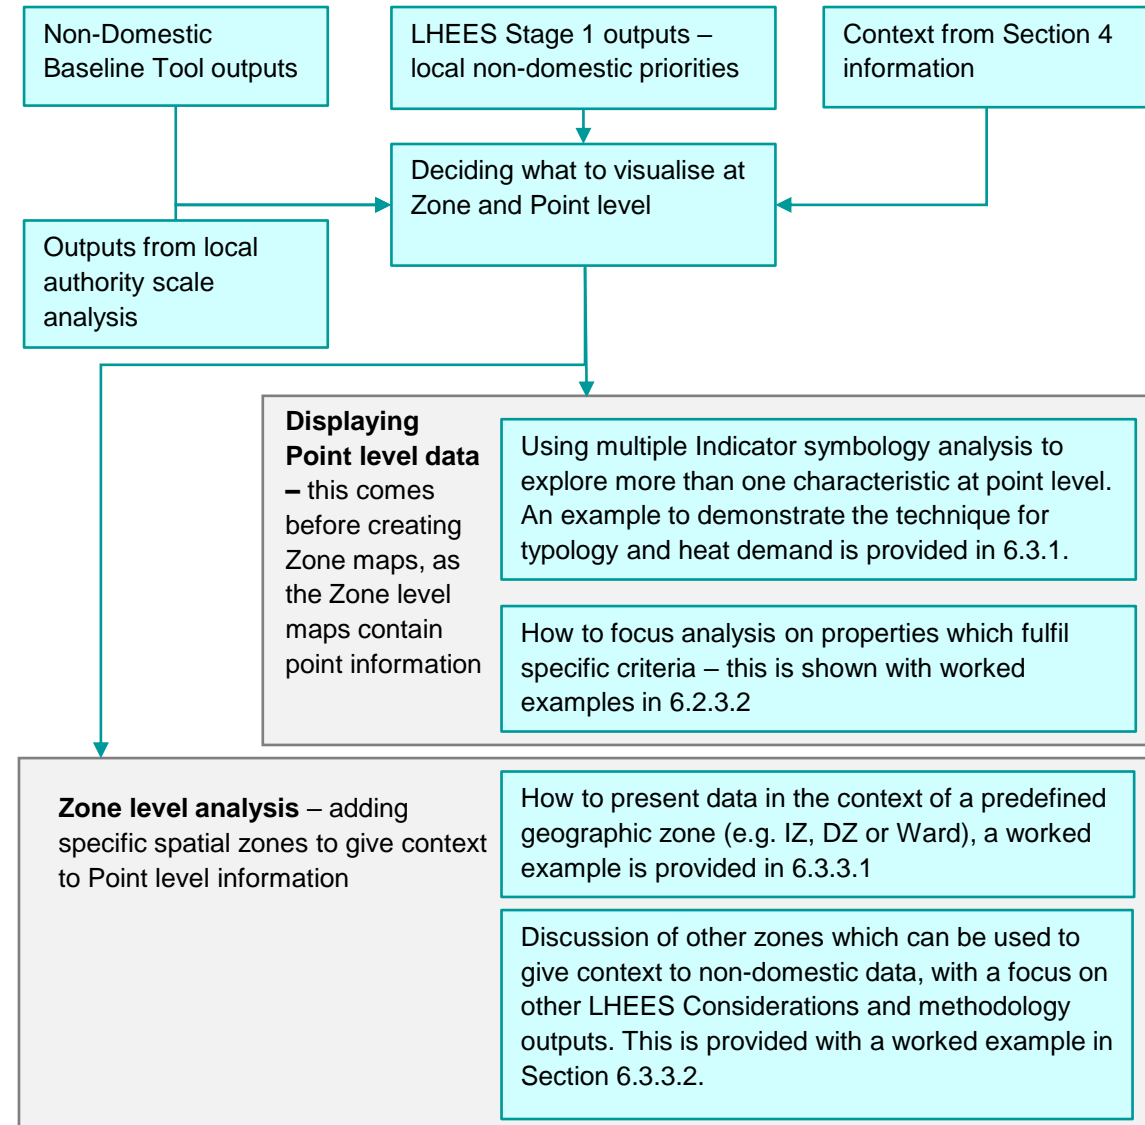 Non-Domestic
Baseline Tool outputs
LHEES Stage 1 outputs –
local non-domestic priorities
Context from Section 4
information
Deciding what to visualise at
Zone and Point level
Outputs from local
authority scale
analysis
Displaying
Point level data
– this comes
before creating
Zone maps, as
the Zone level
maps contain
point information
Using multiple Indicator symbology analysis to
explore more than one characteristic at point level.
An example to demonstrate the technique for
typology and heat demand is provided in 6.3.1.
How to focus analysis on properties which fulfil
specific criteria – this is shown with worked
examples in 6.2.3.2
Zone level analysis – adding
specific spatial zones to give context
to Point level information
How to present data in the context of a predefined
geographic zone (e.g. IZ, DZ or Ward), a worked
example is provided in 6.3.3.1
Discussion of other zones which can be used to
give context to non-domestic data, with a focus on
other LHEES Considerations and methodology
outputs. This is provided with a worked example in
Section 6.3.3.2.